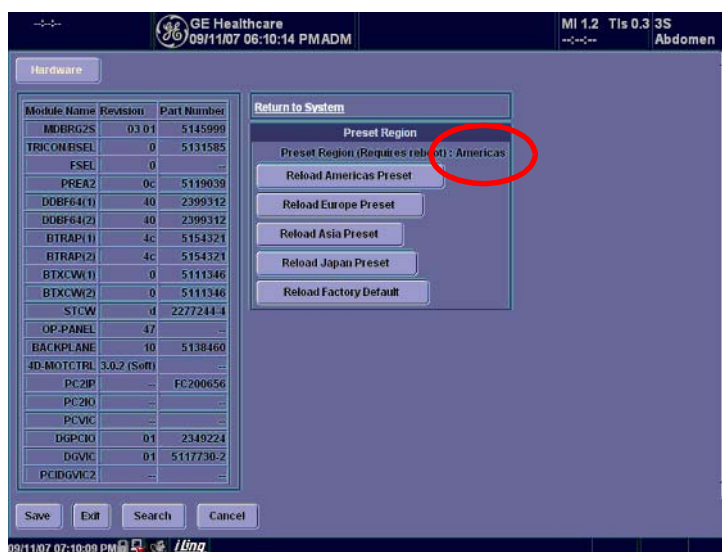 --:--:-- GE Healthcare MI 1.2 TIs 0.3 3S
09/11/07 06:10:14 PM ADM --:--:-- Abdomen
Hardware
Module Name Revision Part Number
MDBRG2S 03 01 5145999
TRICON/BSEL 0 5131585
FSEL 0 --
PREA2 0c 5119039
DDBF64(1) 40 2399312
DDBF64(2) 40 2399312
BTRAP(1) 4c 5154321
BTRAP(2) 4c 5154321
BTXCW(1) 0 5111346
BTXCW(2) 0 5111346
STCW d 2277244-4
OP-PANEL 47 --
BACKPLANE 10 5138460
4D-MOTCTRL 3.0.2 (Soft) --
PC2IP -- FC200656
PC2IO -- --
PCVIC -- --
DGPCIO 01 2349224
DGVIC 01 5117730-2
PCIDGVIC2 -- --
Return to System
Preset Region
Preset Region (Requires reboot) : Americas
Reload Americas Preset
Reload Europe Preset
Reload Asia Preset
Reload Japan Preset
Reload Factory Default
Save Exit Search Cancel
09/11/07 07:10:09 PM iLinq